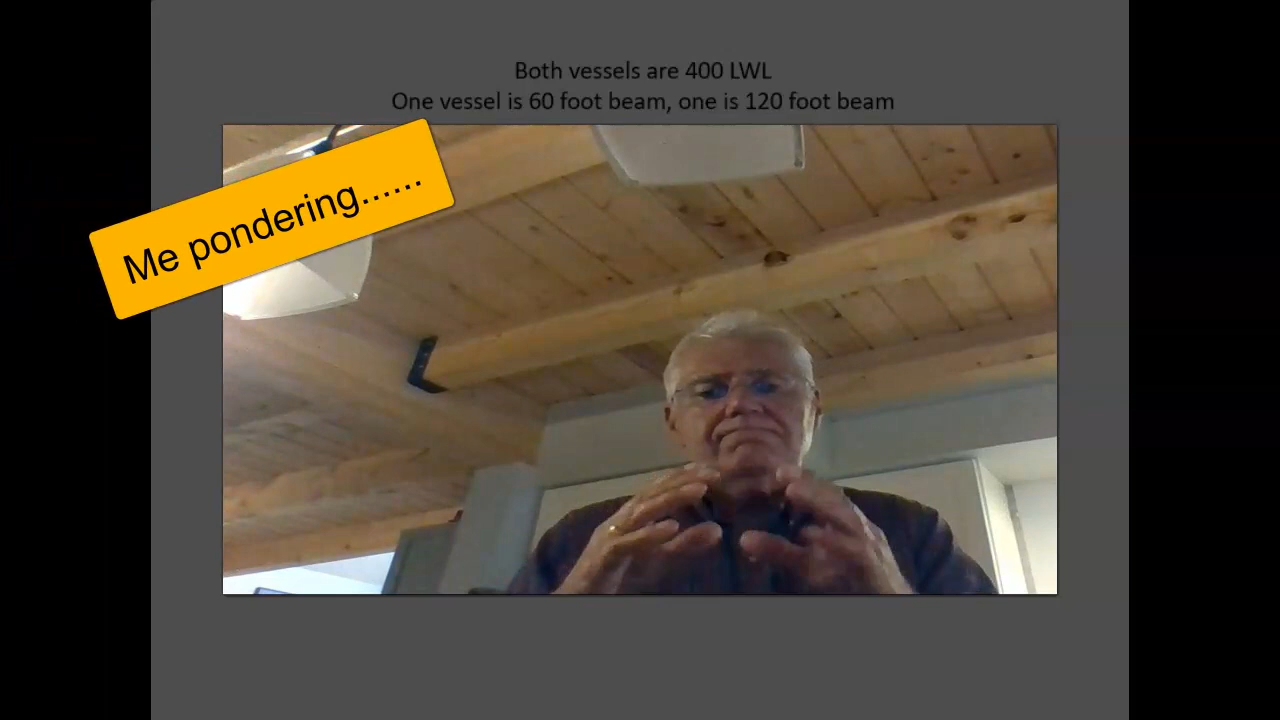 Both vessels are 400 LWL
One vessel is 60 foot beam, one is 120 foot beam
Me pondering......